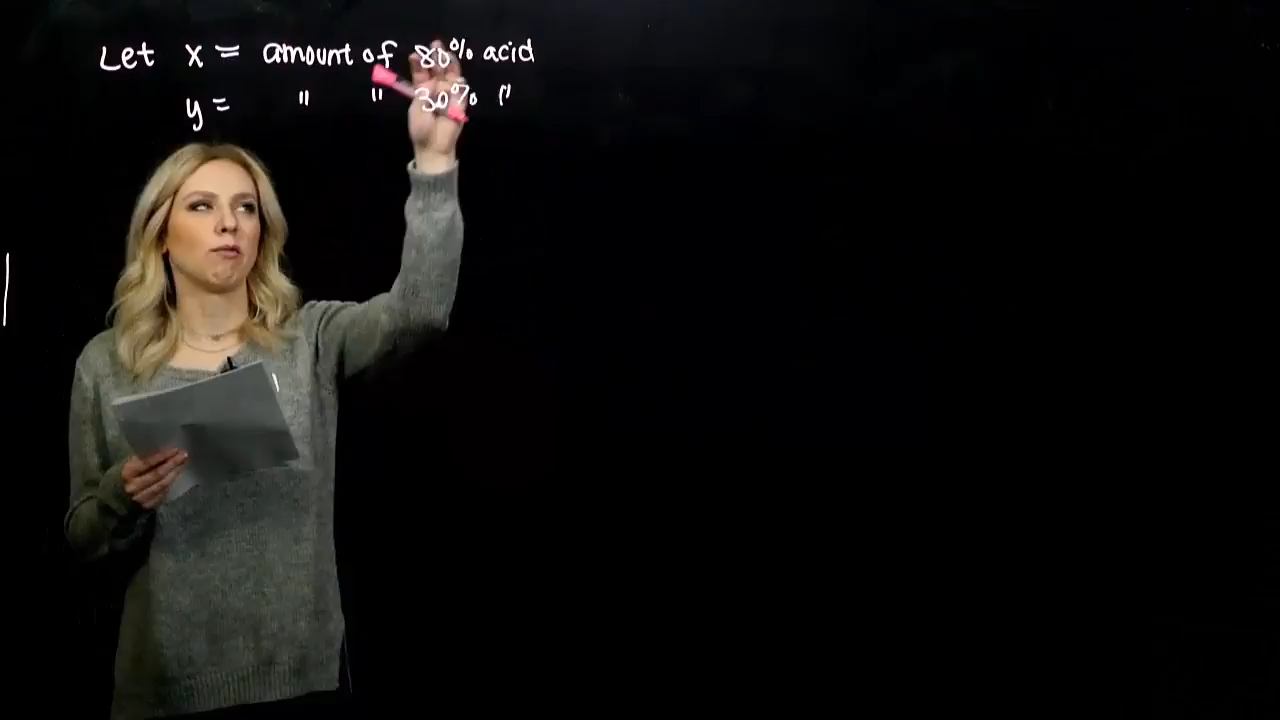 Let x = amount of 80% acid
y = " " 30% "